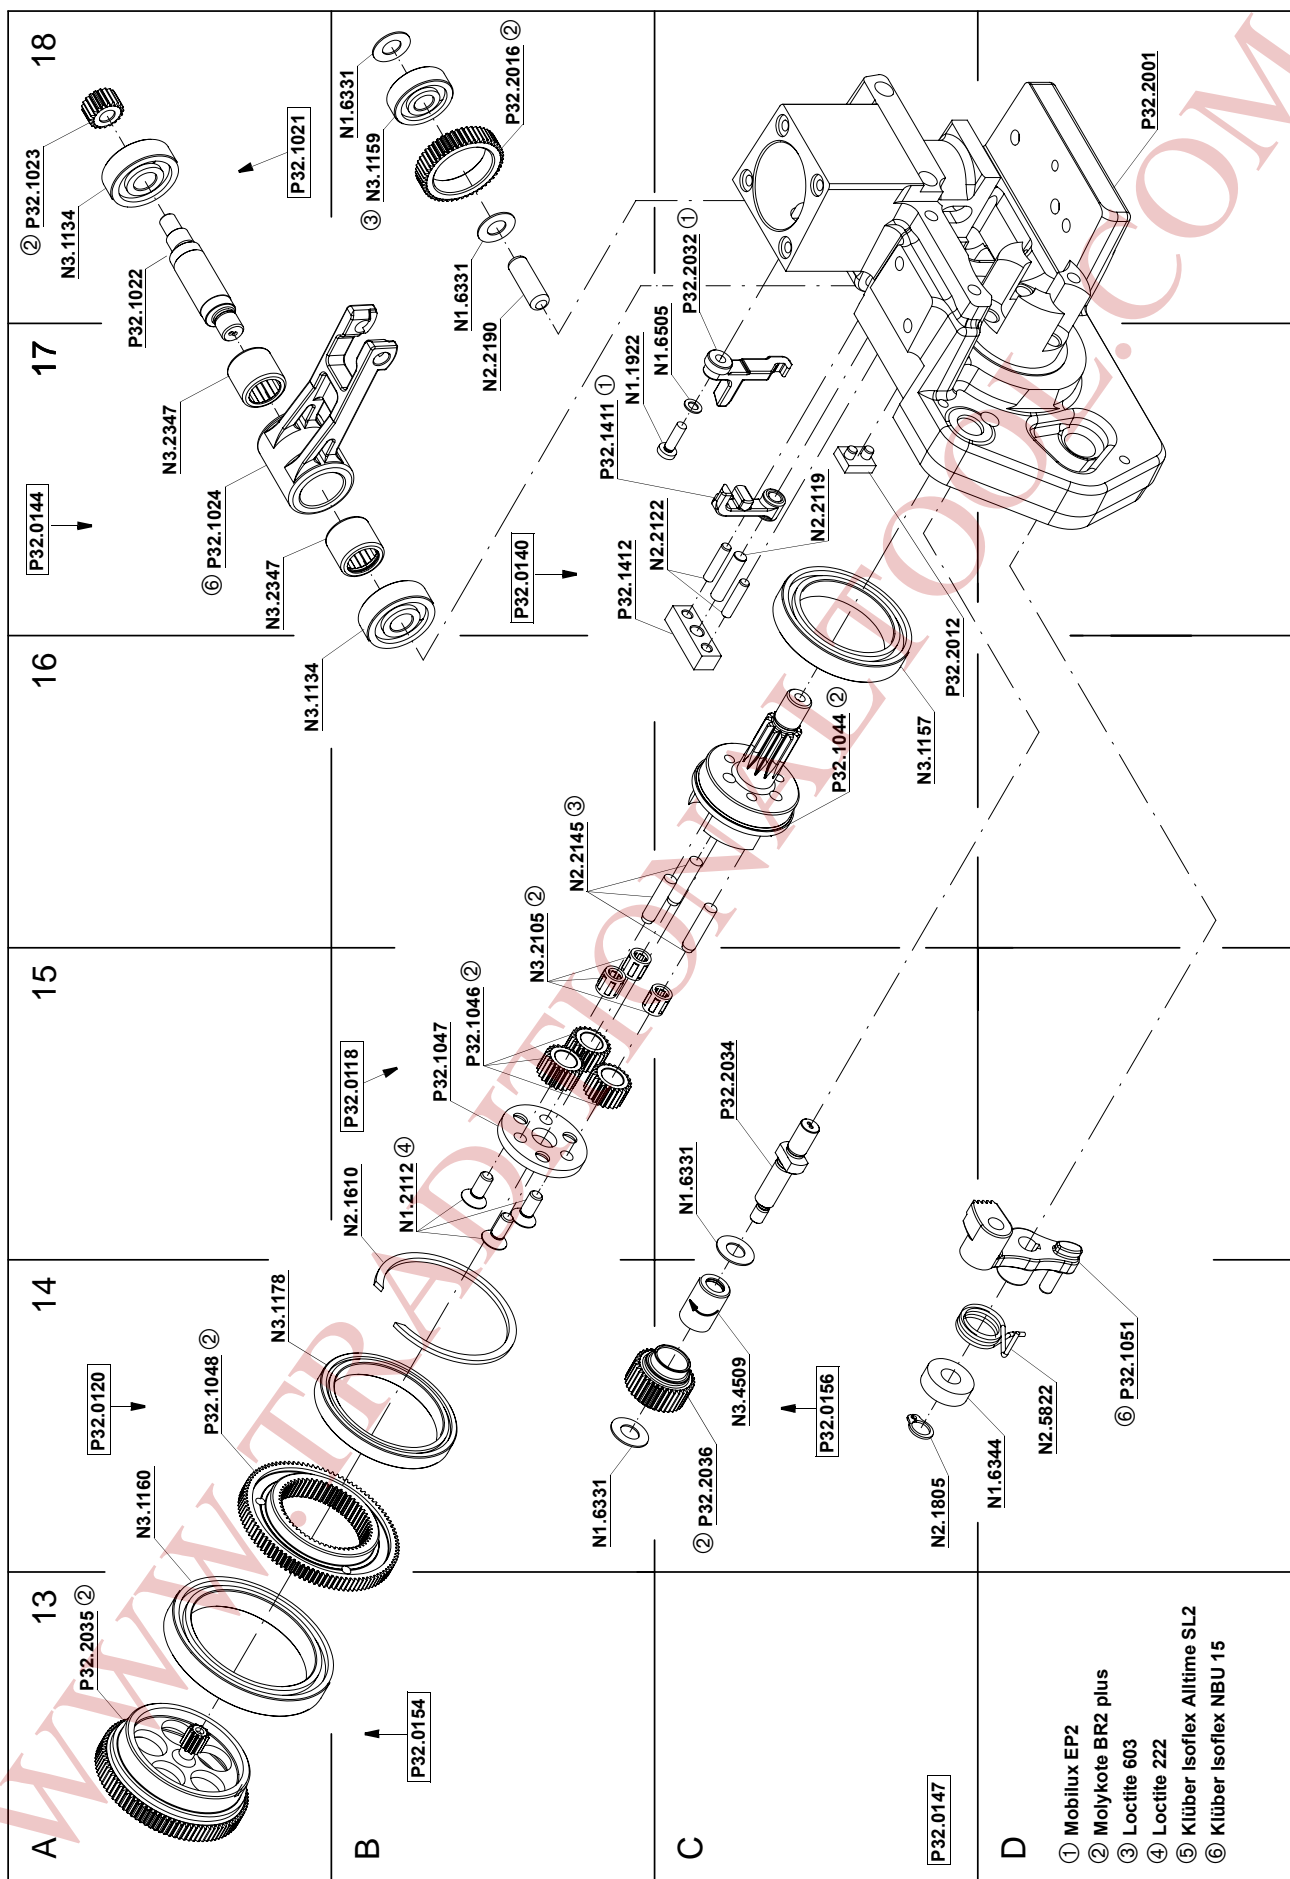 18
② P32.1023
N3.1134
P32.1022
P32.1021
N1.6331
③ N3.1159
P32.2016 ②
N1.6331
N2.2190
P32.2001
17
P32.0144
N3.2347
⑥ P32.1024
N3.2347
P32.2032 ①
N1.6505
N1.1922
P32.1411 ①
N2.2119
N2.2122
P32.1412
P32.0140
16
N3.1134
P32.2012
N3.1157
P32.1044 ②
N2.2145 ③
15
N3.2105 ②
P32.1046 ②
P32.1047
P32.0118
N1.2112 ④
N2.1610
P32.2034
N1.6331
14
N3.1178
P32.1048 ②
P32.0120
N3.1160
N3.4509
P32.0156
② P32.2036
N1.6331
⑥ P32.1051
N2.5822
N1.6344
N2.1805
13
P32.2035 ②
P32.0154
P32.0147
A
B
C
D
① Mobilux EP2
② Molykote BR2 plus
③ Loctite 603
④ Loctite 222
⑤ Klüber Isoflex Alltime SL2
⑥ Klüber Isoflex NBU 15
WWW.TRADITIONALTOOL.COM